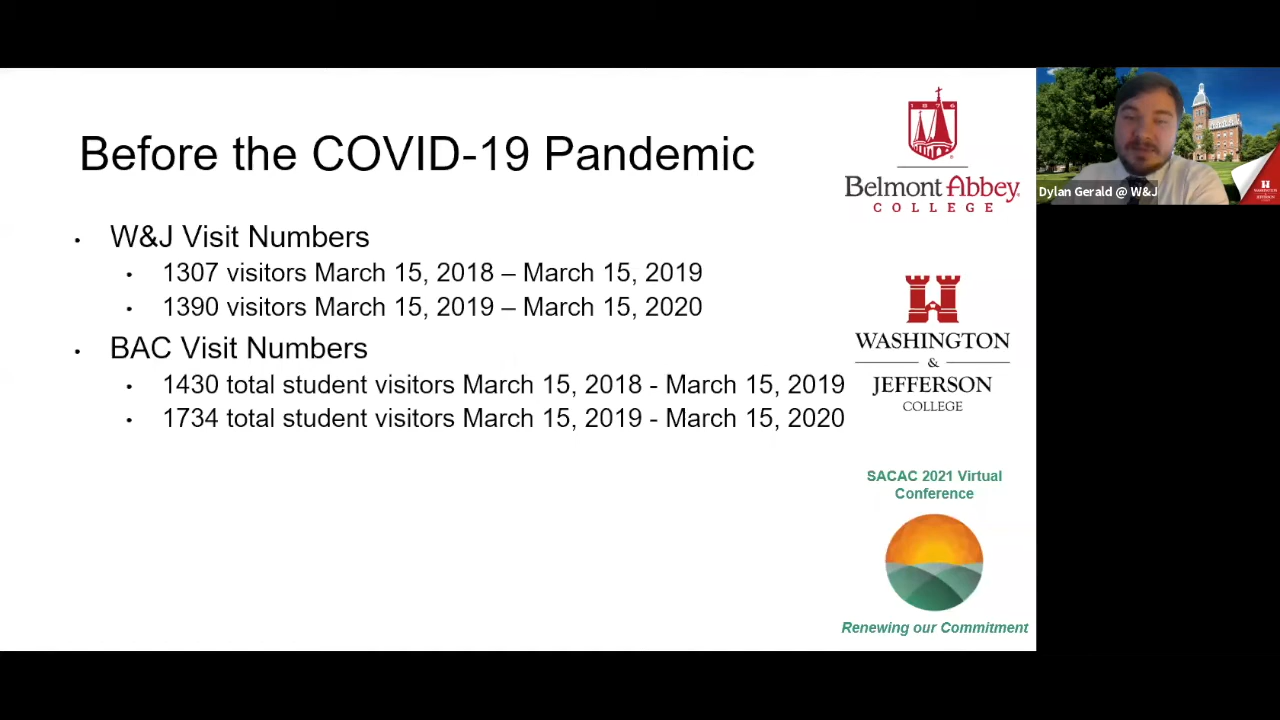 Before the COVID-19 Pandemic
• W&J Visit Numbers
• 1307 visitors March 15, 2018 – March 15, 2019
• 1390 visitors March 15, 2019 – March 15, 2020
• BAC Visit Numbers
• 1430 total student visitors March 15, 2018 - March 15, 2019
• 1734 total student visitors March 15, 2019 - March 15, 2020
1876
Belmont Abbey
COLLEGE
WASHINGTON
&
JEFFERSON
COLLEGE
SACAC 2021 Virtual
Conference
Renewing our Commitment
Dylan Gerald @ W&J